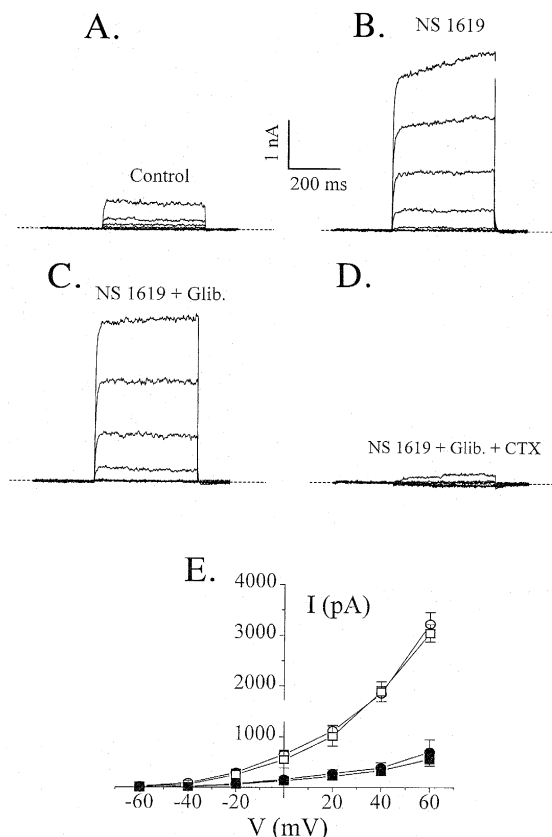 A.
B.
NS 1619
Control
1 nA
200 ms
C.
D.
NS 1619 + Glib.
NS 1619 + Glib. + CTX
E.
I (pA)
4000
3000
2000
1000
-60 -40 -20 20 40 60
V (mV)